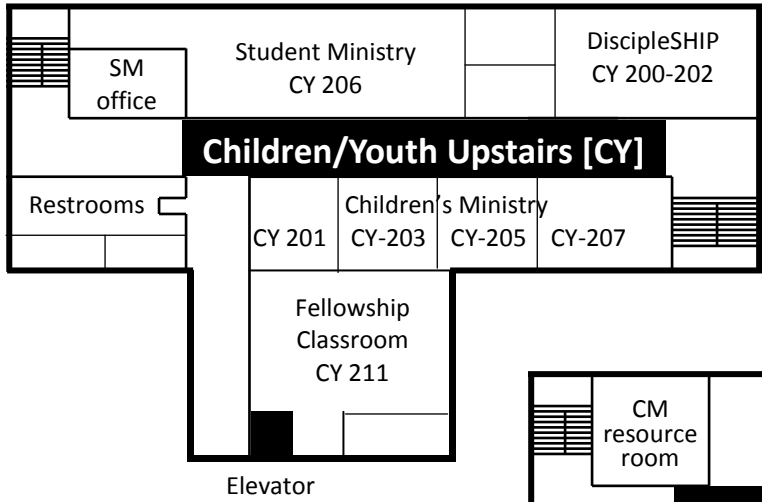 Student Ministry
CY 206
DiscipleSHIP
CY 200-202
SM
office
Children/Youth Upstairs [CY]
Restrooms
Children's Ministry
CY 201 CY-203 CY-205 CY-207
Fellowship
Classroom
CY 211
Elevator
CM
resource
room